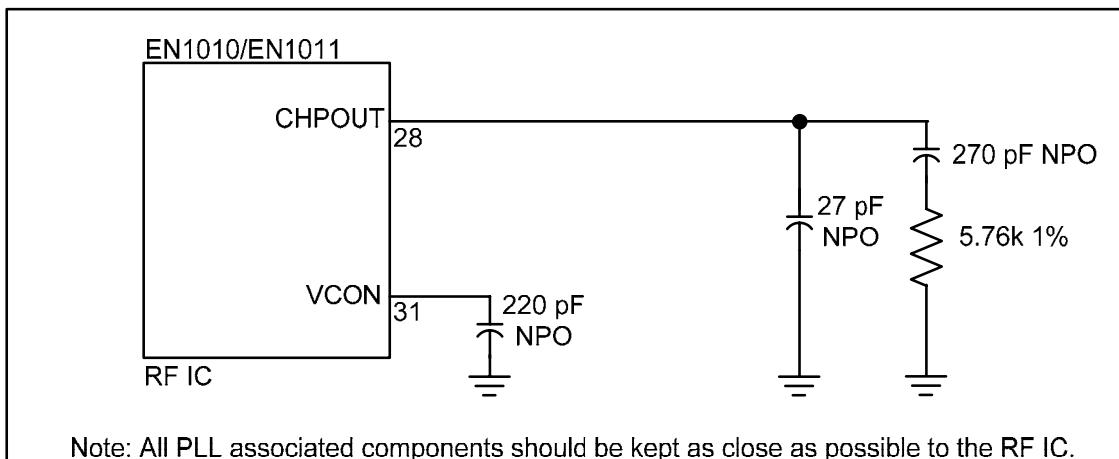 EN1010/EN1011
CHPOUT
28
270 pF NPO
27 pF
NPO
5.76k 1%
VCON
31
220 pF
NPO
RF IC
Note: All PLL associated components should be kept as close as possible to the RF IC.